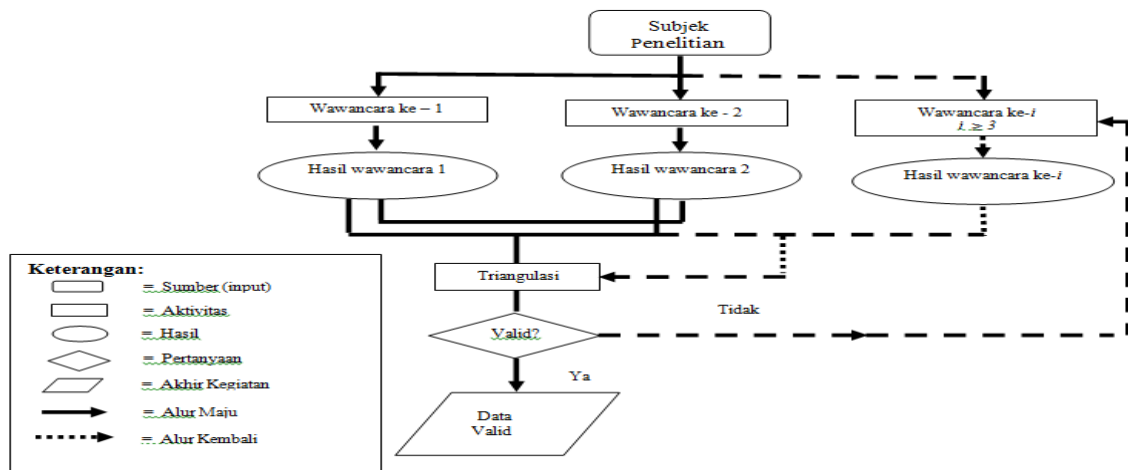 Subjek
Penelitian
Wawancara ke – 1
Wawancara ke - 2
Wawancara ke-i
i. ≥ 3
Hasil wawancara 1
Hasil wawancara 2
Hasil wawancara ke-i
Triangulasi
Valid?
Tidak
Ya
Data
Valid
Keterangan:
= Sumber (input)
= Aktivitas
= Hasil
= Pertanyaan
= Akhir Kegiatan
= Alur Maju
= Alur Kembali